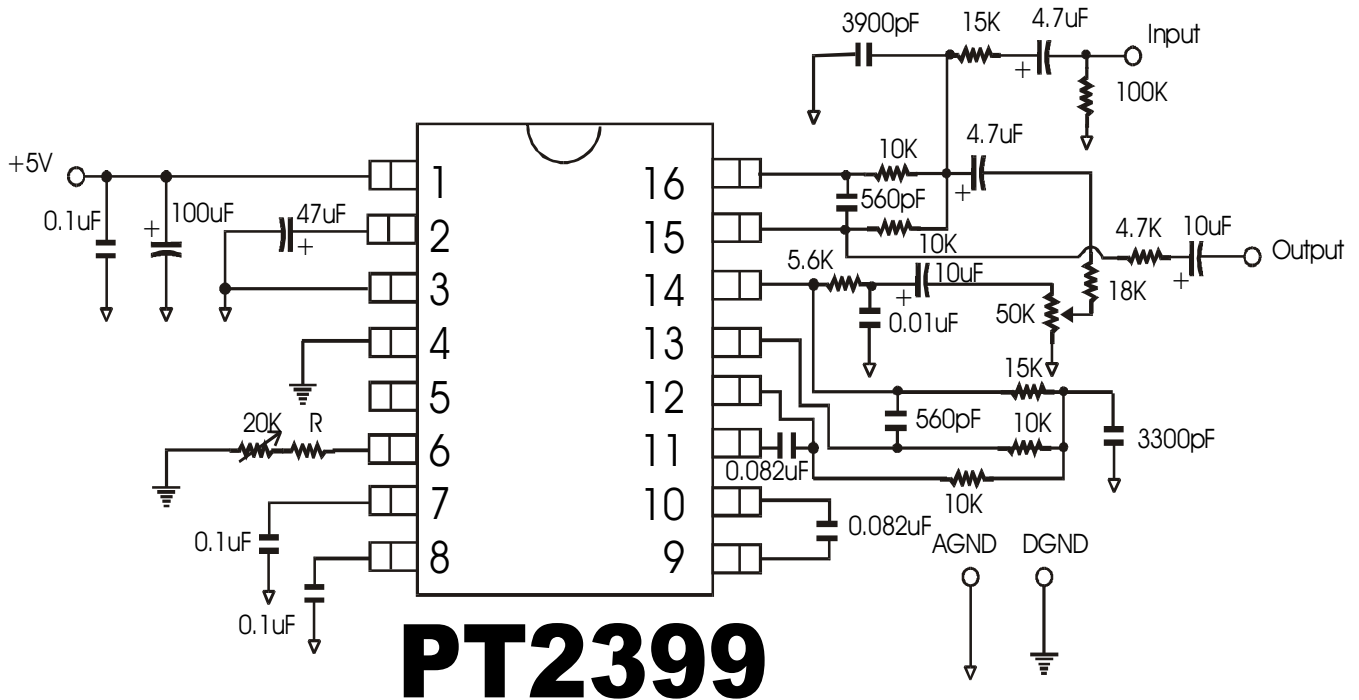 3900pF
15K
4.7uF
Input
100K
+5V
0.1uF
100uF
+
47uF
+
+
10K
4.7uF
+
560pF
10K
4.7K
10uF
+
Output
5.6K
10uF
+
0.01uF
50K
18K
15K
560pF
10K
3300pF
0.082uF
10K
0.082uF
20K
R
0.1uF
0.1uF
1
2
3
4
5
6
7
8
16
15
14
13
12
11
10
9
AGND
DGND
PT2399